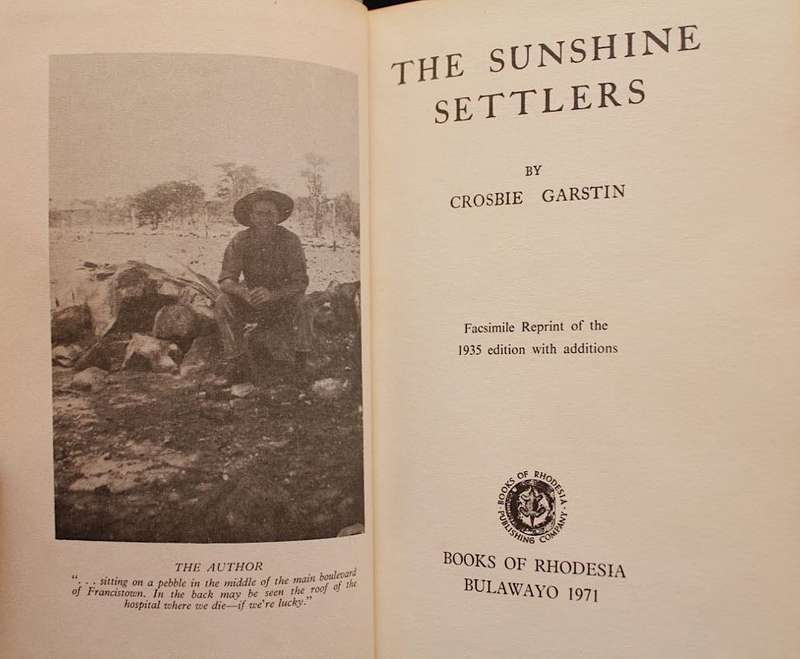 THE AUTHOR
". . . sitting on a pebble in the middle of the main boulevard
of Francistown. In the back may be seen the roof of the
hospital where we die—if we're lucky."
THE SUNSHINE
SETTLERS
BY
CROSBIE GARSTIN
Facsimile Reprint of the
1935 edition with additions
BOOKS OF RHODESIA
PUBLISHING COMPANY
BOOKS OF RHODESIA
BULAWAYO 1971